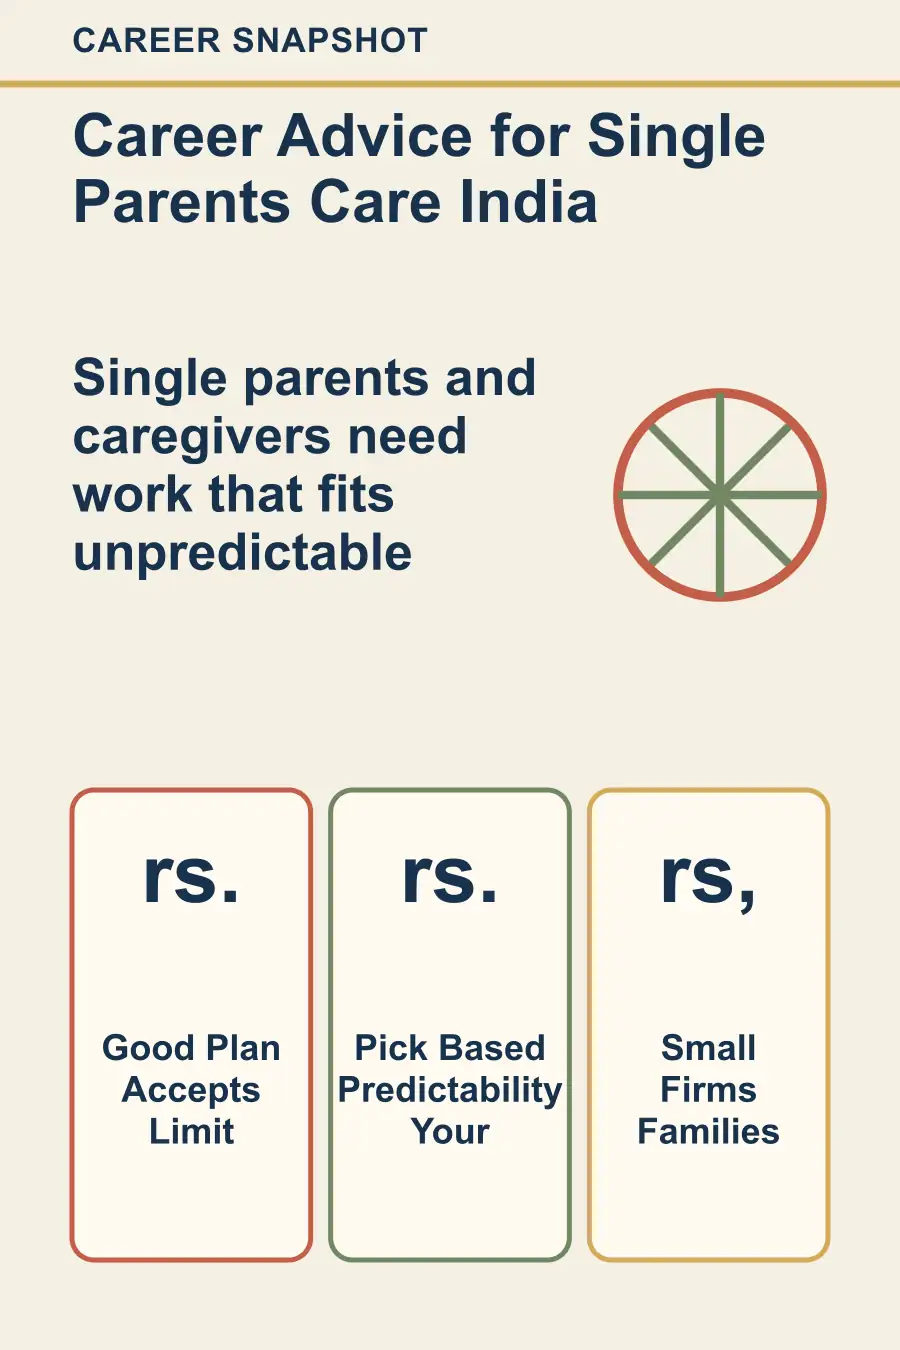 CAREER SNAPSHOT
Career Advice for Single
Parents Care India
Single parents and
caregivers need
work that fits
unpredictable
rs.
Good Plan
Accepts
Limit
rs.
Pick Based
Predictability
Your
rs,
Small
Firms
Families